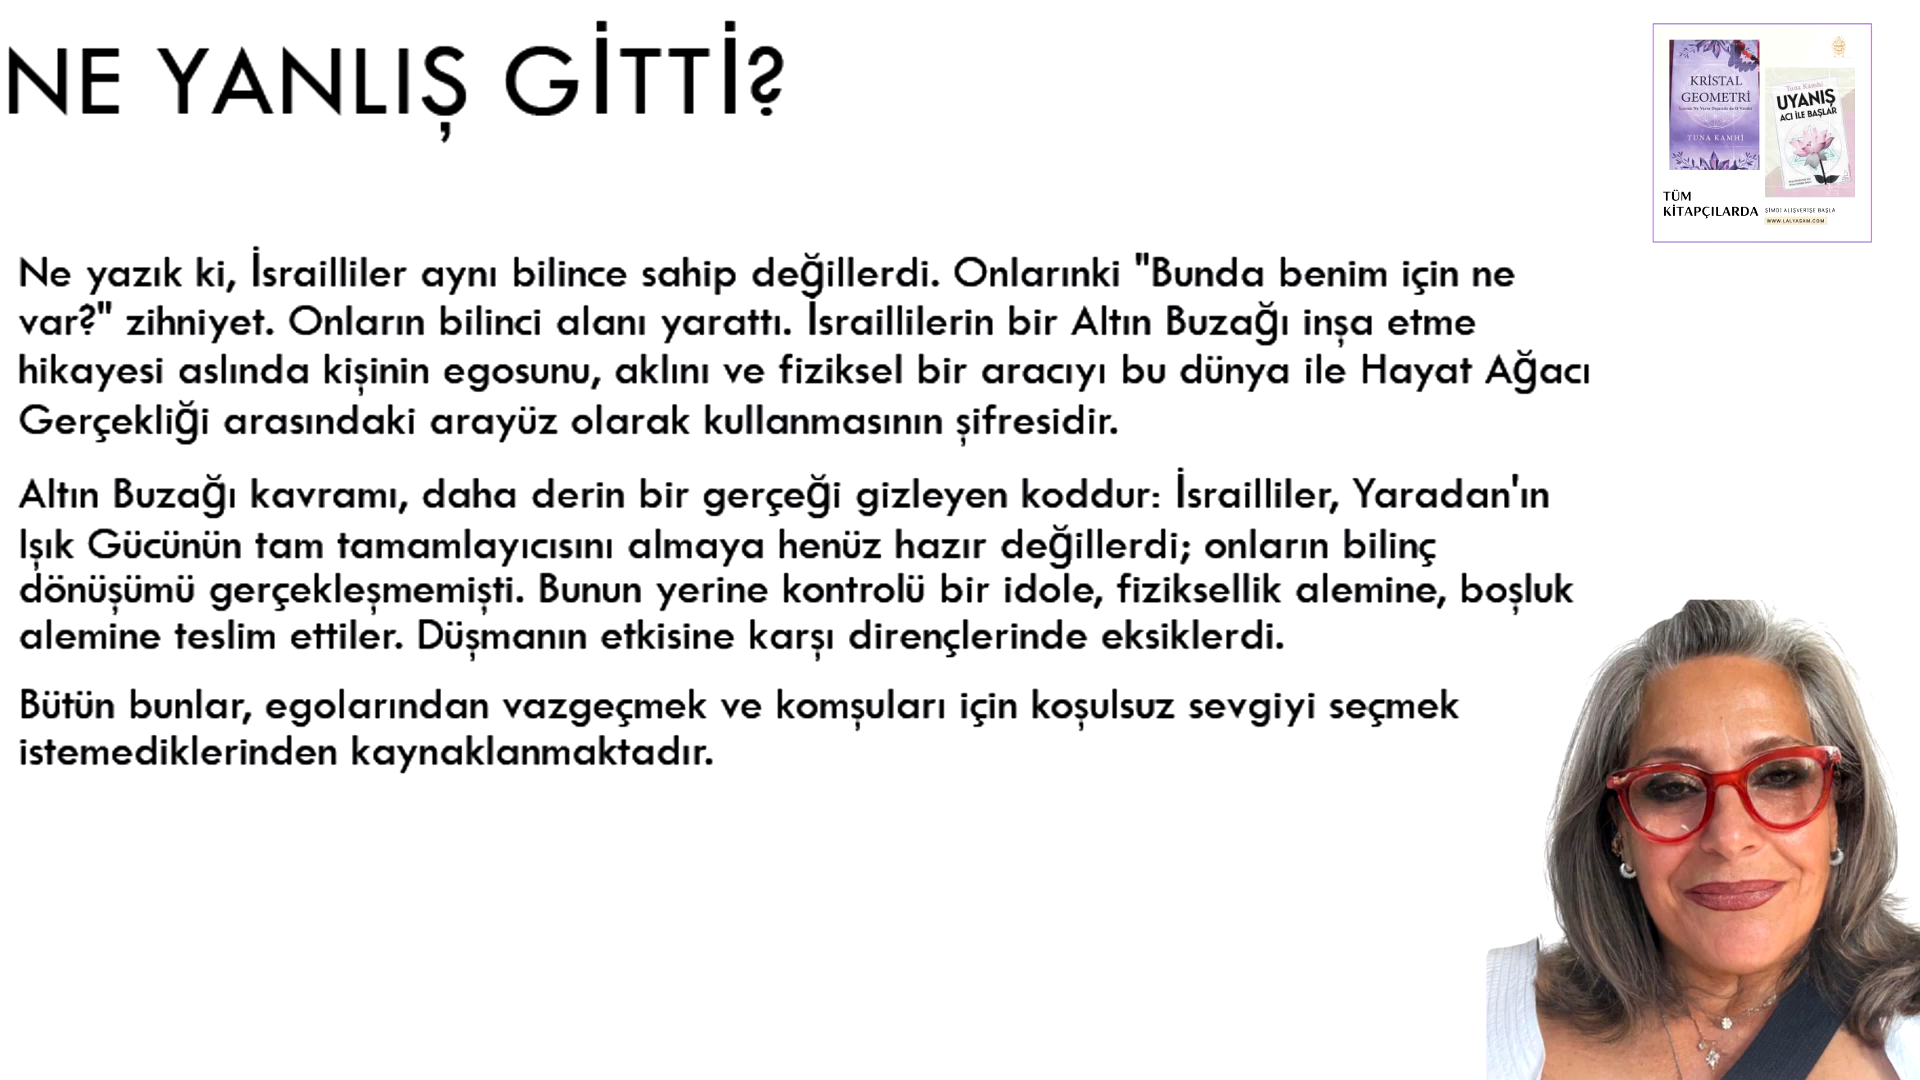 NE YANLIŞ GİTTİ?
KRİSTAL
GEOMETRİ
TUNA KAMHİ
Tuna Kamhi
UYANIŞ
ACI İLE BAŞLAR
TÜM
KİTAPÇILARDA
ŞİMDİ ALIŞVERİŞE BAŞLA
WWW.LALYASAM.COM
Ne yazık ki, İsrailliler aynı bilince sahip değillerdi. Onlarınki "Bunda benim için ne
var?" zihniyet. Onların bilinci alanı yarattı. İsraillilerin bir Altın Buzağı inşa etme
hikayesi aslında kişinin egosunu, aklını ve fiziksel bir aracıyı bu dünya ile Hayat Ağacı
Gerçekliği arasındaki arayüz olarak kullanmasının şifresidir.
Altın Buzağı kavramı, daha derin bir gerçeği gizleyen koddur: İsrailliler, Yaradan'ın
Işık Gücünün tam tamamlayıcısını almaya henüz hazır değillerdi; onların bilinç
dönüşümü gerçekleşmemişti. Bunun yerine kontrolü bir idole, fiziksellik alemine, boşluk
alemine teslim ettiler. Düşmanın etkisine karşı dirençlerinde eksiklerdi.
Bütün bunlar, egolarından vazgeçmek ve komşuları için koşulsuz sevgiyi seçmek
istemediklerinden kaynaklanmaktadır.